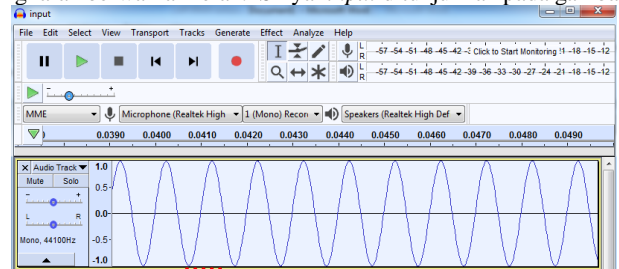 input
File Edit Select View Transport Tracks Generate Effect Analyze Help
L R -57 -54 -51 -48 -45 -42 -3 Click to Start Monitoring !1 -18 -15 -12
L R -57 -54 -51 -48 -45 -42 -39 -36 -33 -30 -27 -24 -21 -18 -15 -12
- +
MME Microphone (Realtek High 1 (Mono) Recor Speakers (Realtek High Def
0.0390 0.0400 0.0410 0.0420 0.0430 0.0440 0.0450 0.0460 0.0470 0.0480 0.0490
X Audio Track 1.0
Mute Solo 0.5
- +
L R 0.0
Mono, 44100Hz -0.5
-1.0